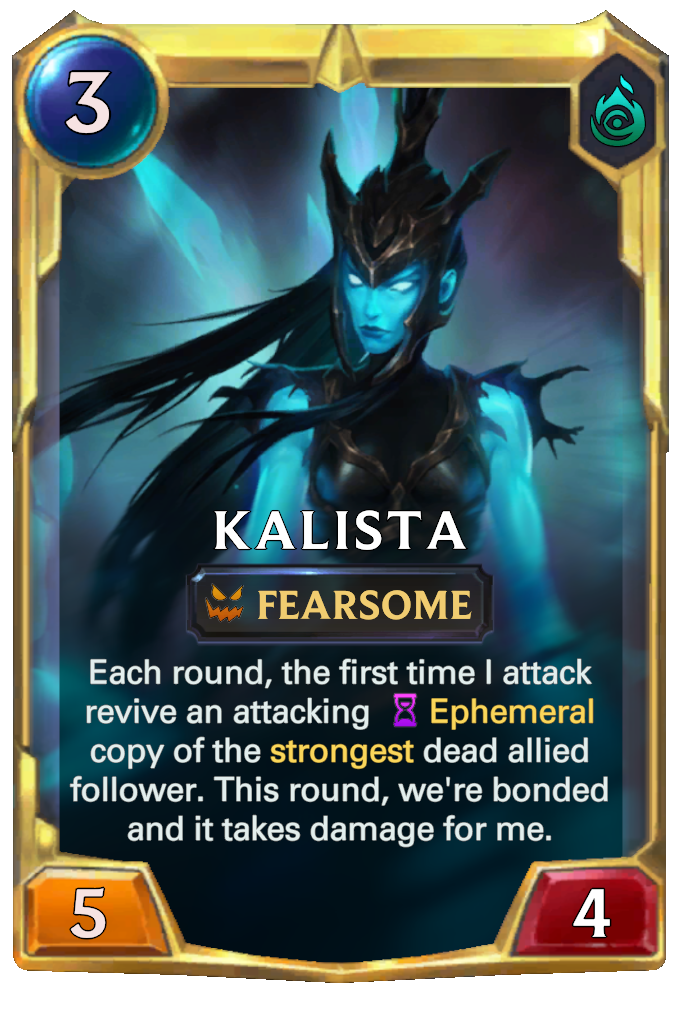 3
KALISTA
FEARSOME
Each round, the first time I attack
revive an attacking Ephemeral
copy of the strongest dead allied
follower. This round, we're bonded
and it takes damage for me.
5 4